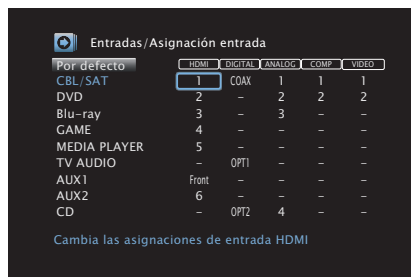 Entradas/Asignación entrada
Por defecto HDMI DIGITAL ANALOG COMP VIDEO
CBL/SAT 1 COAX 1 1 1
DVD 2 – 2 2 2
Blu-ray 3 – 3 – –
GAME 4 – – – –
MEDIA PLAYER 5 – – – –
TV AUDIO – OPT1 – – –
AUX1 Front – – – –
AUX2 6 – – – –
CD – OPT2 4 – –
Cambia las asignaciones de entrada HDMI